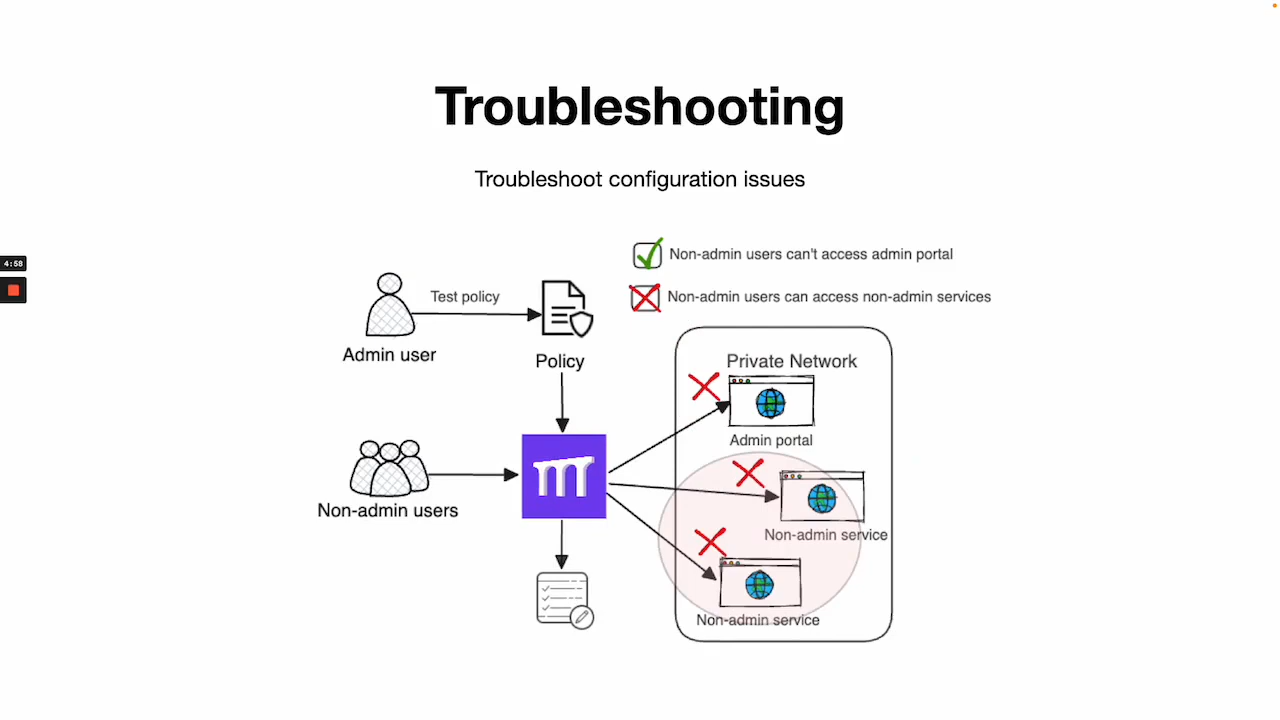 Troubleshooting
Troubleshoot configuration issues
Non-admin users can't access admin portal
4:58
Non-admin users can access non-admin services
Test policy
Admin user
Policy
Private Network
Admin portal
Non-admin users
Non-admin service
Non-admin service